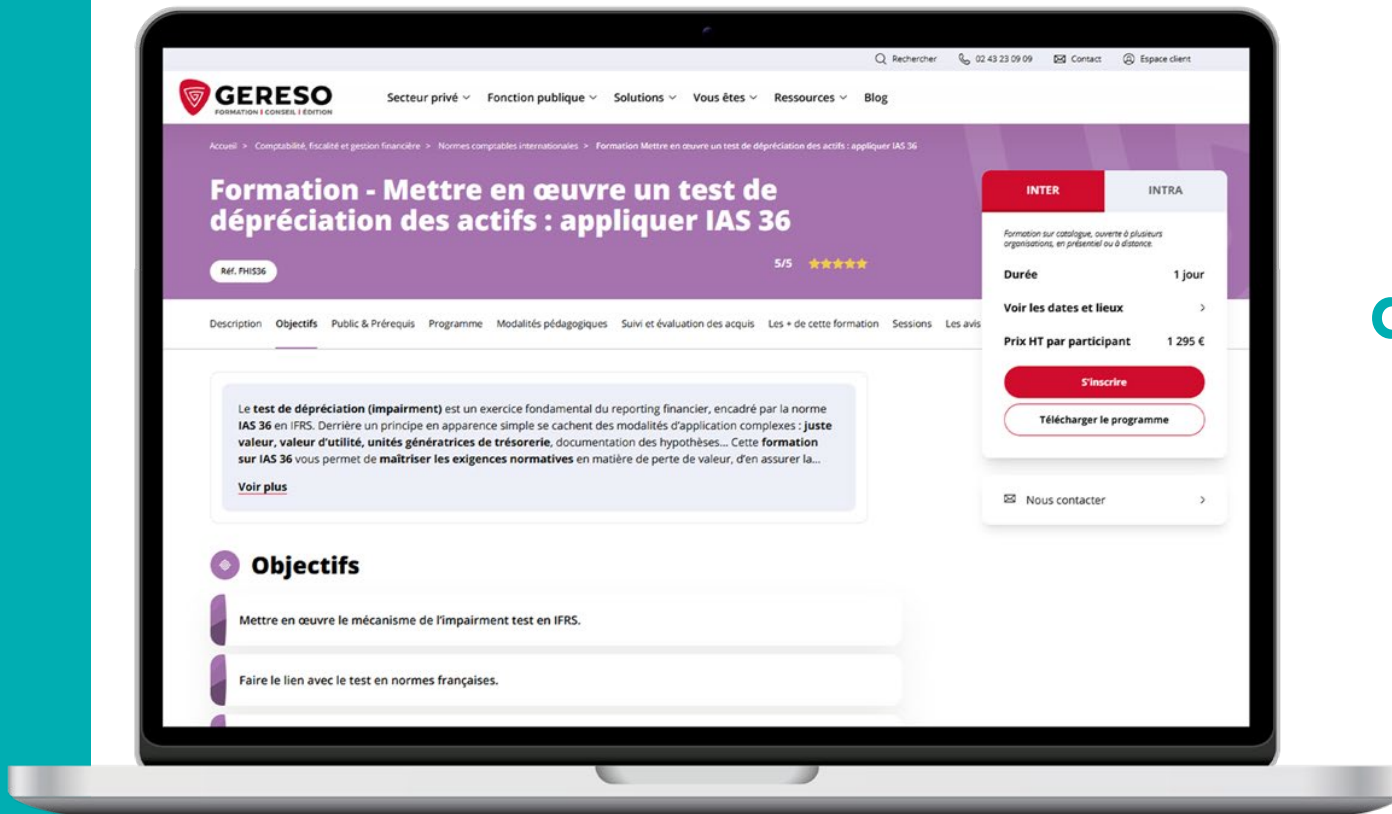 Rechercher 02 43 23 09 09 Contact Espace client
GERESO
FORMATION | CONSEIL | ÉDITION
Secteur privé Fonction publique Solutions Vous êtes Ressources Blog
Accueil > Comptabilité, fiscalité et gestion financière > Normes comptables internationales > Formation Mettre en œuvre un test de dépréciation des actifs : appliquer IAS 36
Formation - Mettre en œuvre un test de
dépréciation des actifs : appliquer IAS 36
Réf. FHIS36
5/5
INTER INTRA
Formation sur catalogue, ouverte à plusieurs
organisations, en présentiel ou à distance.
Durée 1 jour
Voir les dates et lieux >
Prix HT par participant 1 295 €
S'inscrire
Télécharger le programme
Nous contacter >
Description Objectifs Public & Prérequis Programme Modalités pédagogiques Suivi et évaluation des acquis Les + de cette formation Sessions Les avis
Le test de dépréciation (impairment) est un exercice fondamental du reporting financier, encadré par la norme
IAS 36 en IFRS. Derrière un principe en apparence simple se cachent des modalités d'application complexes : juste
valeur, valeur d'utilité, unités génératrices de trésorerie, documentation des hypothèses... Cette formation
sur IAS 36 vous permet de maîtriser les exigences normatives en matière de perte de valeur, d'en assurer la...
Voir plus
Objectifs
Mettre en œuvre le mécanisme de l'impairment test en IFRS.
Faire le lien avec le test en normes françaises.